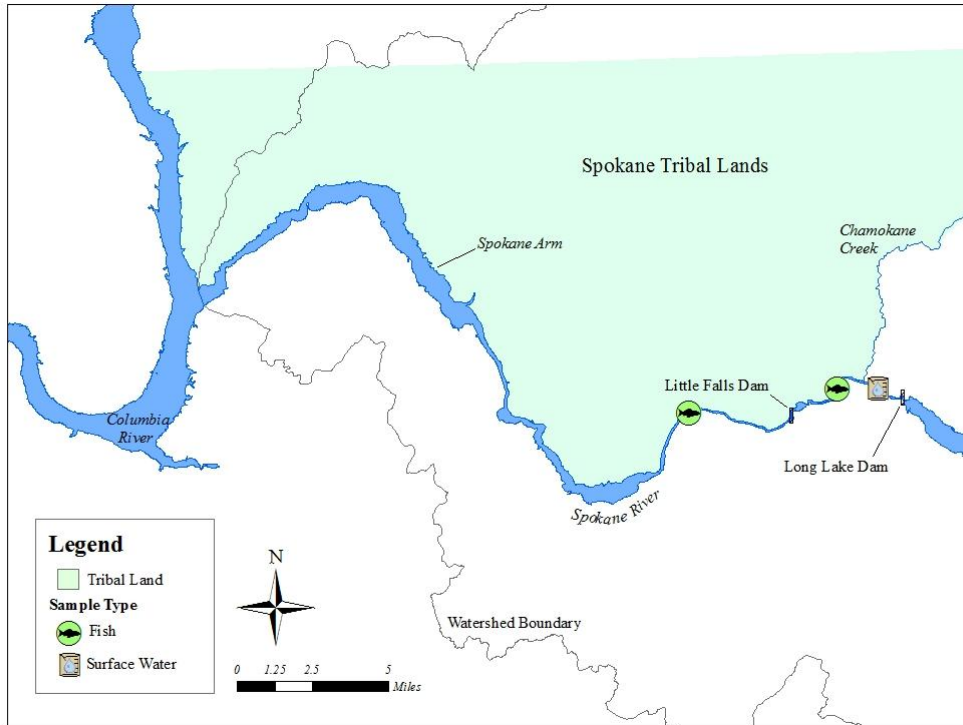 Spokane Tribal Lands
Chamokane
Creek
Spokane Arm
Little Falls Dam
Columbia
River
Long Lake Dam
Spokane River
Legend
Tribal Land
Sample Type
Fish
Surface Water
N
Watershed Boundary
0 1.25 2.5 5
Miles